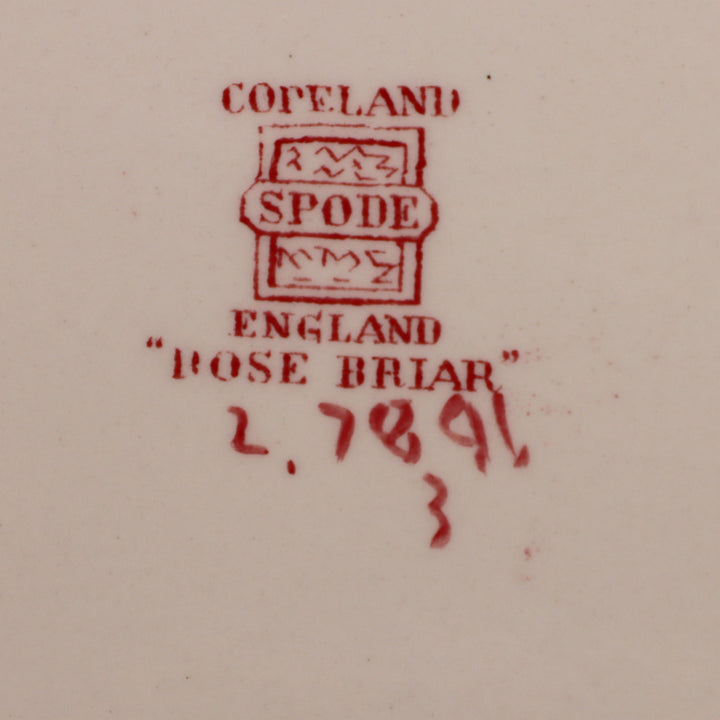 COPELAND
SPODE
ENGLAND
"ROSE BRIAR"
2.7891
3